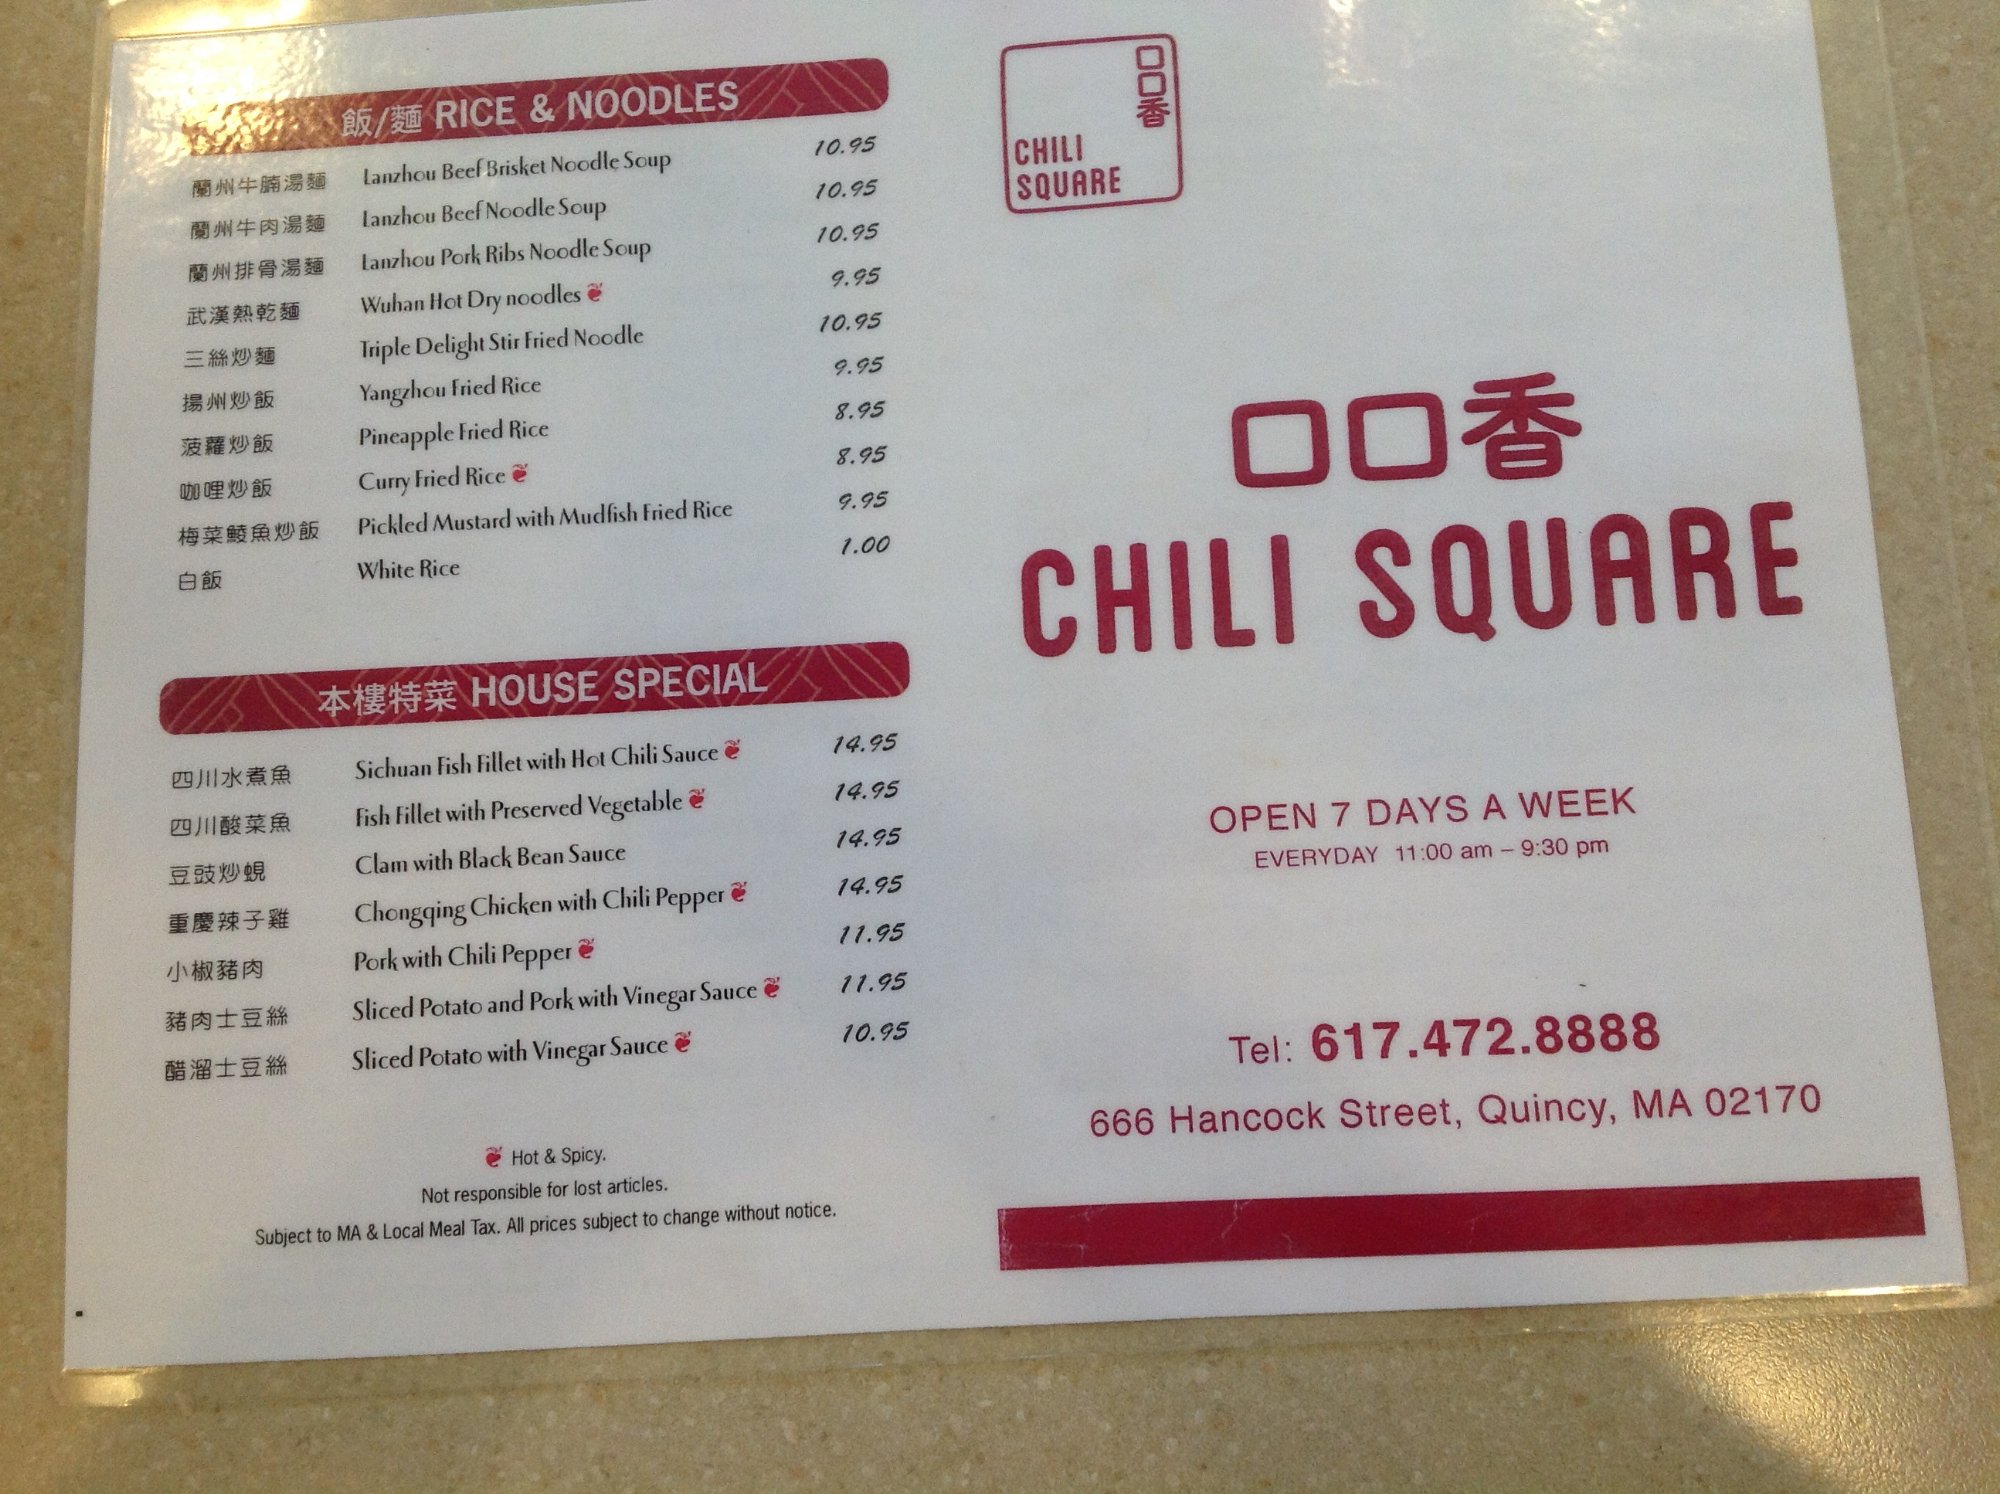 飯/麵 RICE & NOODLES
蘭州牛腩湯麵 Lanzhou Beef Brisket Noodle Soup 10.95
蘭州牛肉湯麵 Lanzhou Beef Noodle Soup 10.95
蘭州排骨湯麵 Lanzhou Pork Ribs Noodle Soup 10.95
武漢熱乾麵 Wuhan Hot Dry noodles 9.95
三絲炒麵 Triple Delight Stir Fried Noodle 10.95
揚州炒飯 Yangzhou Fried Rice 9.95
菠蘿炒飯 Pineapple Fried Rice 8.95
咖哩炒飯 Curry Fried Rice 8.95
梅菜鯪魚炒飯 Pickled Mustard with Mudfish Fried Rice 9.95
白飯 White Rice 1.00
本樓特菜 HOUSE SPECIAL
四川水煮魚 Sichuan Fish Fillet with Hot Chili Sauce 14.95
四川酸菜魚 Fish Fillet with Preserved Vegetable 14.95
豆豉炒蜆 Clam with Black Bean Sauce 14.95
重慶辣子雞 Chongqing Chicken with Chili Pepper 14.95
小椒豬肉 Pork with Chili Pepper 11.95
豬肉士豆絲 Sliced Potato and Pork with Vinegar Sauce 11.95
醋溜士豆絲 Sliced Potato with Vinegar Sauce 10.95
Hot & Spicy.
Not responsible for lost articles.
Subject to MA & Local Meal Tax. All prices subject to change without notice.
口口香
CHILI
SQUARE
口口香
CHILI SQUARE
OPEN 7 DAYS A WEEK
EVERYDAY 11:00 am – 9:30 pm
Tel: 617.472.8888
666 Hancock Street, Quincy, MA 02170